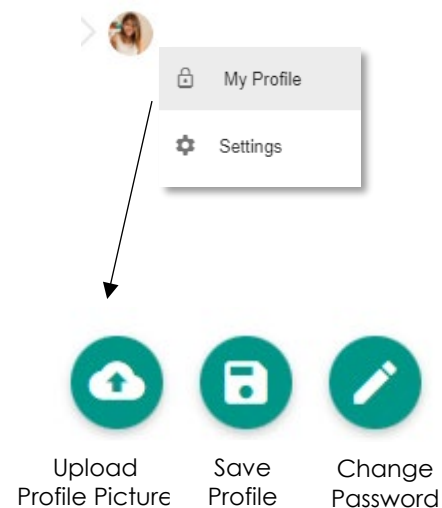 My Profile
Settings
Upload
Profile Picture
Save
Profile
Change
Password